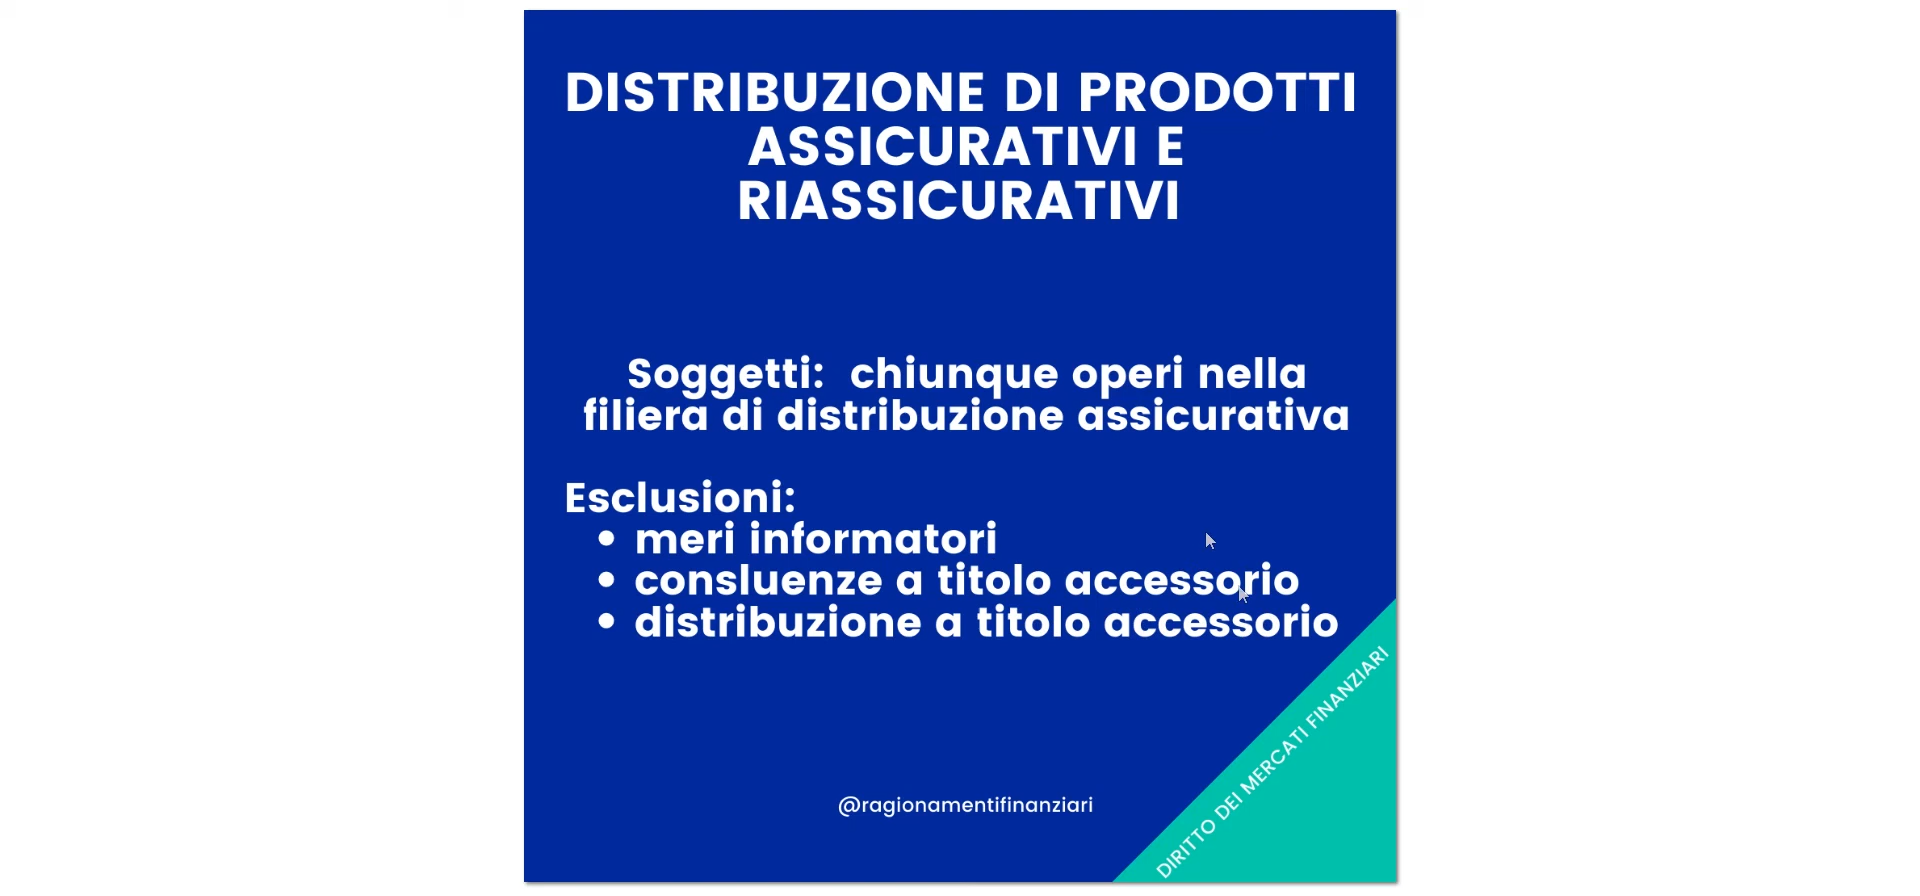 DISTRIBUZIONE DI PRODOTTI
ASSICURATIVI E
RIASSICURATIVI
Soggetti: chiunque operi nella
filiera di distribuzione assicurativa
Esclusioni:
• meri informatori
• consluenze a titolo accessorio
• distribuzione a titolo accessorio
DIRITTO DEI MERCATI FINANZIARI
@ragionamentifinanziari